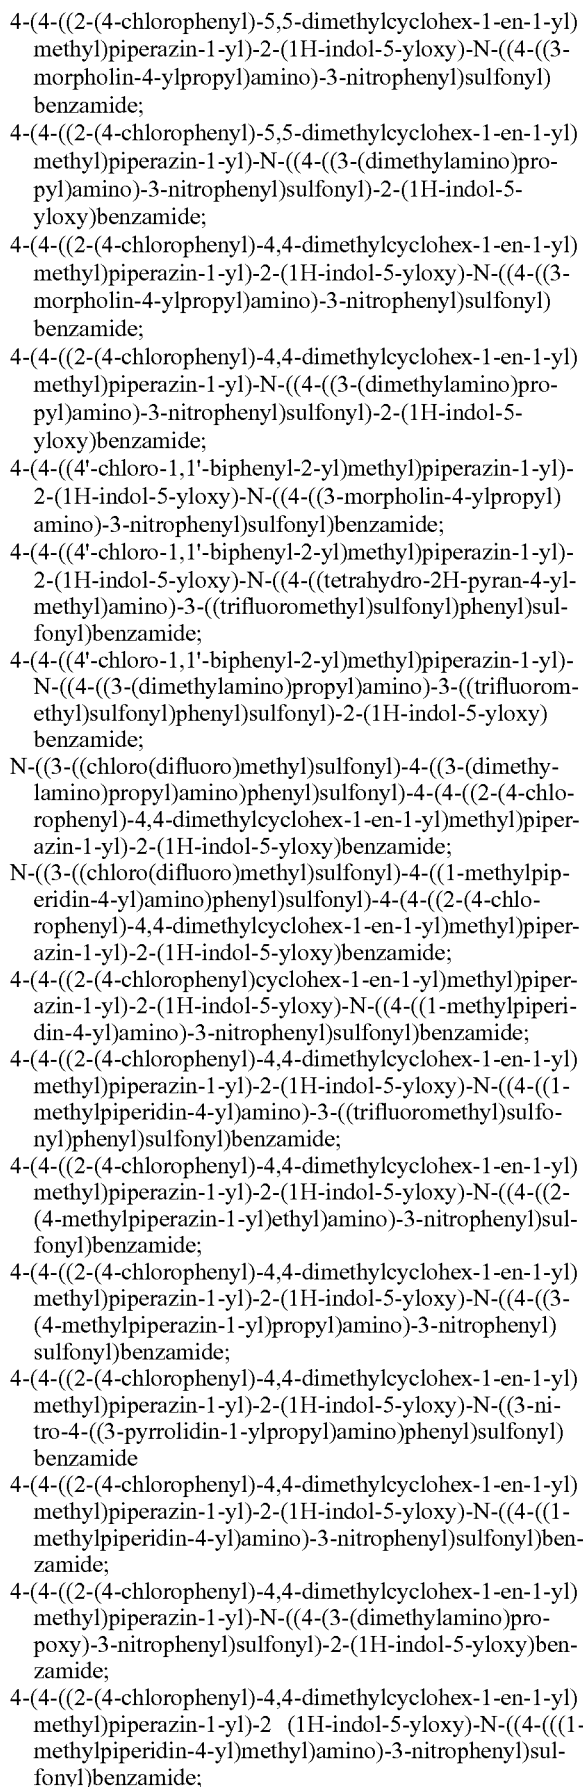 4-(4-((2-(4-chlorophenyl)-5,5-dimethylcyclohex-1-en-1-yl)
methyl)piperazin-1-yl)-2-(1H-indol-5-yloxy)-N-((4-((3-
morpholin-4-ylpropyl)amino)-3-nitrophenyl)sulfonyl)
benzamide;
4-(4-((2-(4-chlorophenyl)-5,5-dimethylcyclohex-1-en-1-yl)
methyl)piperazin-1-yl)-N-((4-((3-(dimethylamino)pro-
pyl)amino)-3-nitrophenyl)sulfonyl)-2-(1H-indol-5-
yloxy)benzamide;
4-(4-((2-(4-chlorophenyl)-4,4-dimethylcyclohex-1-en-1-yl)
methyl)piperazin-1-yl)-2-(1H-indol-5-yloxy)-N-((4-((3-
morpholin-4-ylpropyl)amino)-3-nitrophenyl)sulfonyl)
benzamide;
4-(4-((2-(4-chlorophenyl)-4,4-dimethylcyclohex-1-en-1-yl)
methyl)piperazin-1-yl)-N-((4-((3-(dimethylamino)pro-
pyl)amino)-3-nitrophenyl)sulfonyl)-2-(1H-indol-5-
yloxy)benzamide;
4-(4-((4'-chloro-1,1'-biphenyl-2-yl)methyl)piperazin-1-yl)-
2-(1H-indol-5-yloxy)-N-((4-((3-morpholin-4-ylpropyl)
amino)-3-nitrophenyl)sulfonyl)benzamide;
4-(4-((4'-chloro-1,1'-biphenyl-2-yl)methyl)piperazin-1-yl)-
2-(1H-indol-5-yloxy)-N-((4-((tetrahydro-2H-pyran-4-yl-
methyl)amino)-3-((trifluoromethyl)sulfonyl)phenyl)sul-
fonyl)benzamide;
4-(4-((4'-chloro-1,1'-biphenyl-2-yl)methyl)piperazin-1-yl)-
N-((4-((3-(dimethylamino)propyl)amino)-3-((trifluorom-
ethyl)sulfonyl)phenyl)sulfonyl)-2-(1H-indol-5-yloxy)
benzamide;
N-((3-((chloro(difluoro)methyl)sulfonyl)-4-((3-(dimethy-
lamino)propyl)amino)phenyl)sulfonyl)-4-(4-((2-(4-chlo-
rophenyl)-4,4-dimethylcyclohex-1-en-1-yl)methyl)piper-
azin-1-yl)-2-(1H-indol-5-yloxy)benzamide;
N-((3-((chloro(difluoro)methyl)sulfonyl)-4-((1-methylpip-
eridin-4-yl)amino)phenyl)sulfonyl)-4-(4-((2-(4-chlo-
rophenyl)-4,4-dimethylcyclohex-1-en-1-yl)methyl)piper-
azin-1-yl)-2-(1H-indol-5-yloxy)benzamide;
4-(4-((2-(4-chlorophenyl)cyclohex-1-en-1-yl)methyl)piper-
azin-1-yl)-2-(1H-indol-5-yloxy)-N-((4-((1-methylpiperi-
din-4-yl)amino)-3-nitrophenyl)sulfonyl)benzamide;
4-(4-((2-(4-chlorophenyl)-4,4-dimethylcyclohex-1-en-1-yl)
methyl)piperazin-1-yl)-2-(1H-indol-5-yloxy)-N-((4-((1-
methylpiperidin-4-yl)amino)-3-((trifluoromethyl)sulfo-
nyl)phenyl)sulfonyl)benzamide;
4-(4-((2-(4-chlorophenyl)-4,4-dimethylcyclohex-1-en-1-yl)
methyl)piperazin-1-yl)-2-(1H-indol-5-yloxy)-N-((4-((2-
(4-methylpiperazin-1-yl)ethyl)amino)-3-nitrophenyl)sul-
fonyl)benzamide;
4-(4-((2-(4-chlorophenyl)-4,4-dimethylcyclohex-1-en-1-yl)
methyl)piperazin-1-yl)-2-(1H-indol-5-yloxy)-N-((4-((3-
(4-methylpiperazin-1-yl)propyl)amino)-3-nitrophenyl)
sulfonyl)benzamide;
4-(4-((2-(4-chlorophenyl)-4,4-dimethylcyclohex-1-en-1-yl)
methyl)piperazin-1-yl)-2-(1H-indol-5-yloxy)-N-((3-ni-
tro-4-((3-pyrrolidin-1-ylpropyl)amino)phenyl)sulfonyl)
benzamide
4-(4-((2-(4-chlorophenyl)-4,4-dimethylcyclohex-1-en-1-yl)
methyl)piperazin-1-yl)-2-(1H-indol-5-yloxy)-N-((4-((1-
methylpiperidin-4-yl)amino)-3-nitrophenyl)sulfonyl)ben-
zamide;
4-(4-((2-(4-chlorophenyl)-4,4-dimethylcyclohex-1-en-1-yl)
methyl)piperazin-1-yl)-N-((4-(3-(dimethylamino)pro-
poxy)-3-nitrophenyl)sulfonyl)-2-(1H-indol-5-yloxy)ben-
zamide;
4-(4-((2-(4-chlorophenyl)-4,4-dimethylcyclohex-1-en-1-yl)
methyl)piperazin-1-yl)-2 (1H-indol-5-yloxy)-N-((4-(((1-
methylpiperidin-4-yl)methyl)amino)-3-nitrophenyl)sul-
fonyl)benzamide;